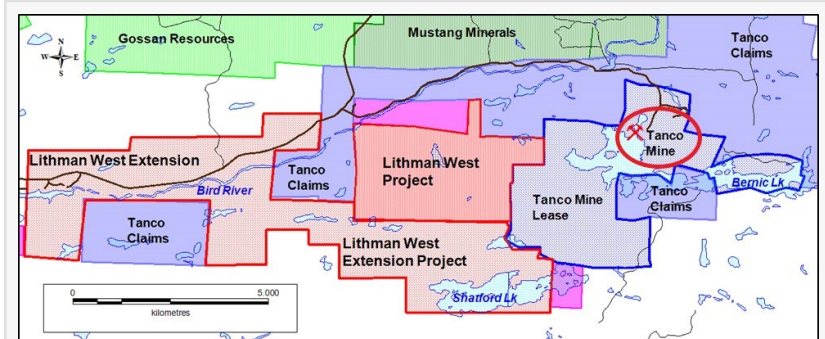 Gossan Resources
Mustang Minerals
Tanco
Claims
N
W E
S
Lithman West Extension
Tanco
Claims
Lithman West
Project
Tanco
Mine
Bird River
Bernic Lk
Tanco Mine
Lease
Tanco
Claims
Tanco
Claims
Lithman West
Extension Project
Shatford Lk
0 5.000
kilometres